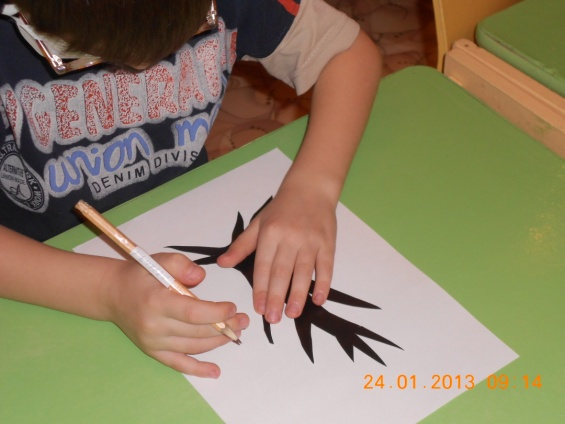 GENERAT
union m
DENIM DIVIS
24.01.2013 09:14